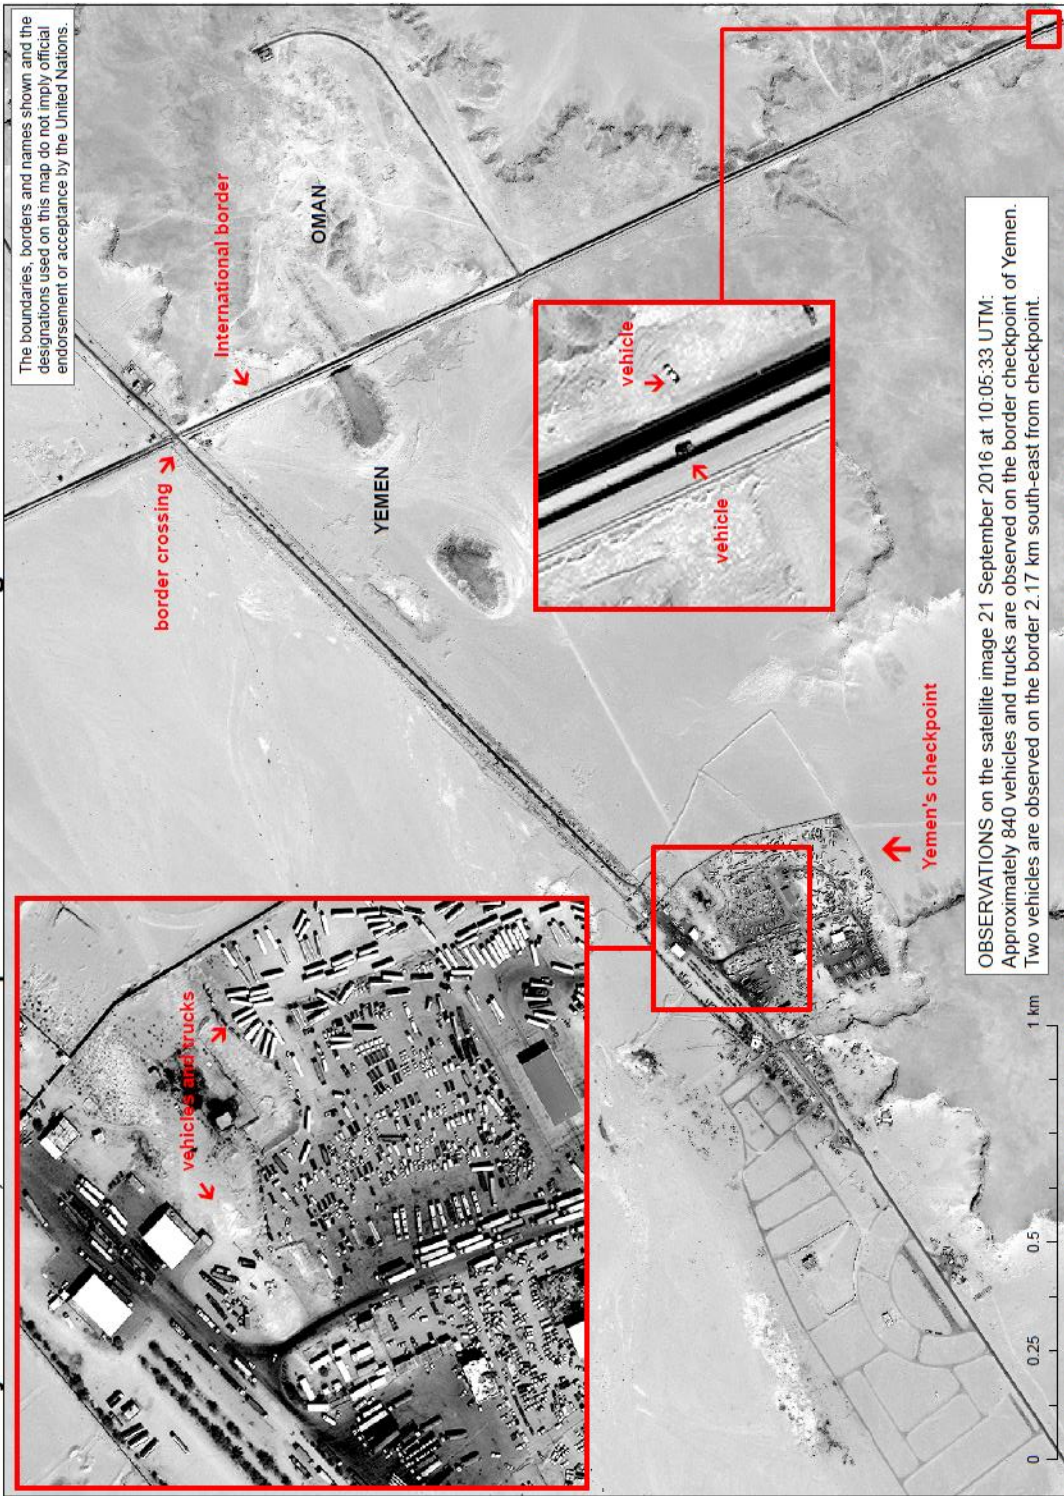 The boundaries, borders and names shown and the
designations used on this map do not imply official
endorsement or acceptance by the United Nations.
border crossing
International border
OMAN
YEMEN
vehicles and trucks
vehicle
vehicle
Yemen's checkpoint
OBSERVATIONS on the satellite image 21 September 2016 at 10:05:33 UTM:
Approximately 840 vehicles and trucks are observed on the border checkpoint of Yemen.
Two vehicles are observed on the border 2.17 km south-east from checkpoint.
0 0.25 0.5 1 km